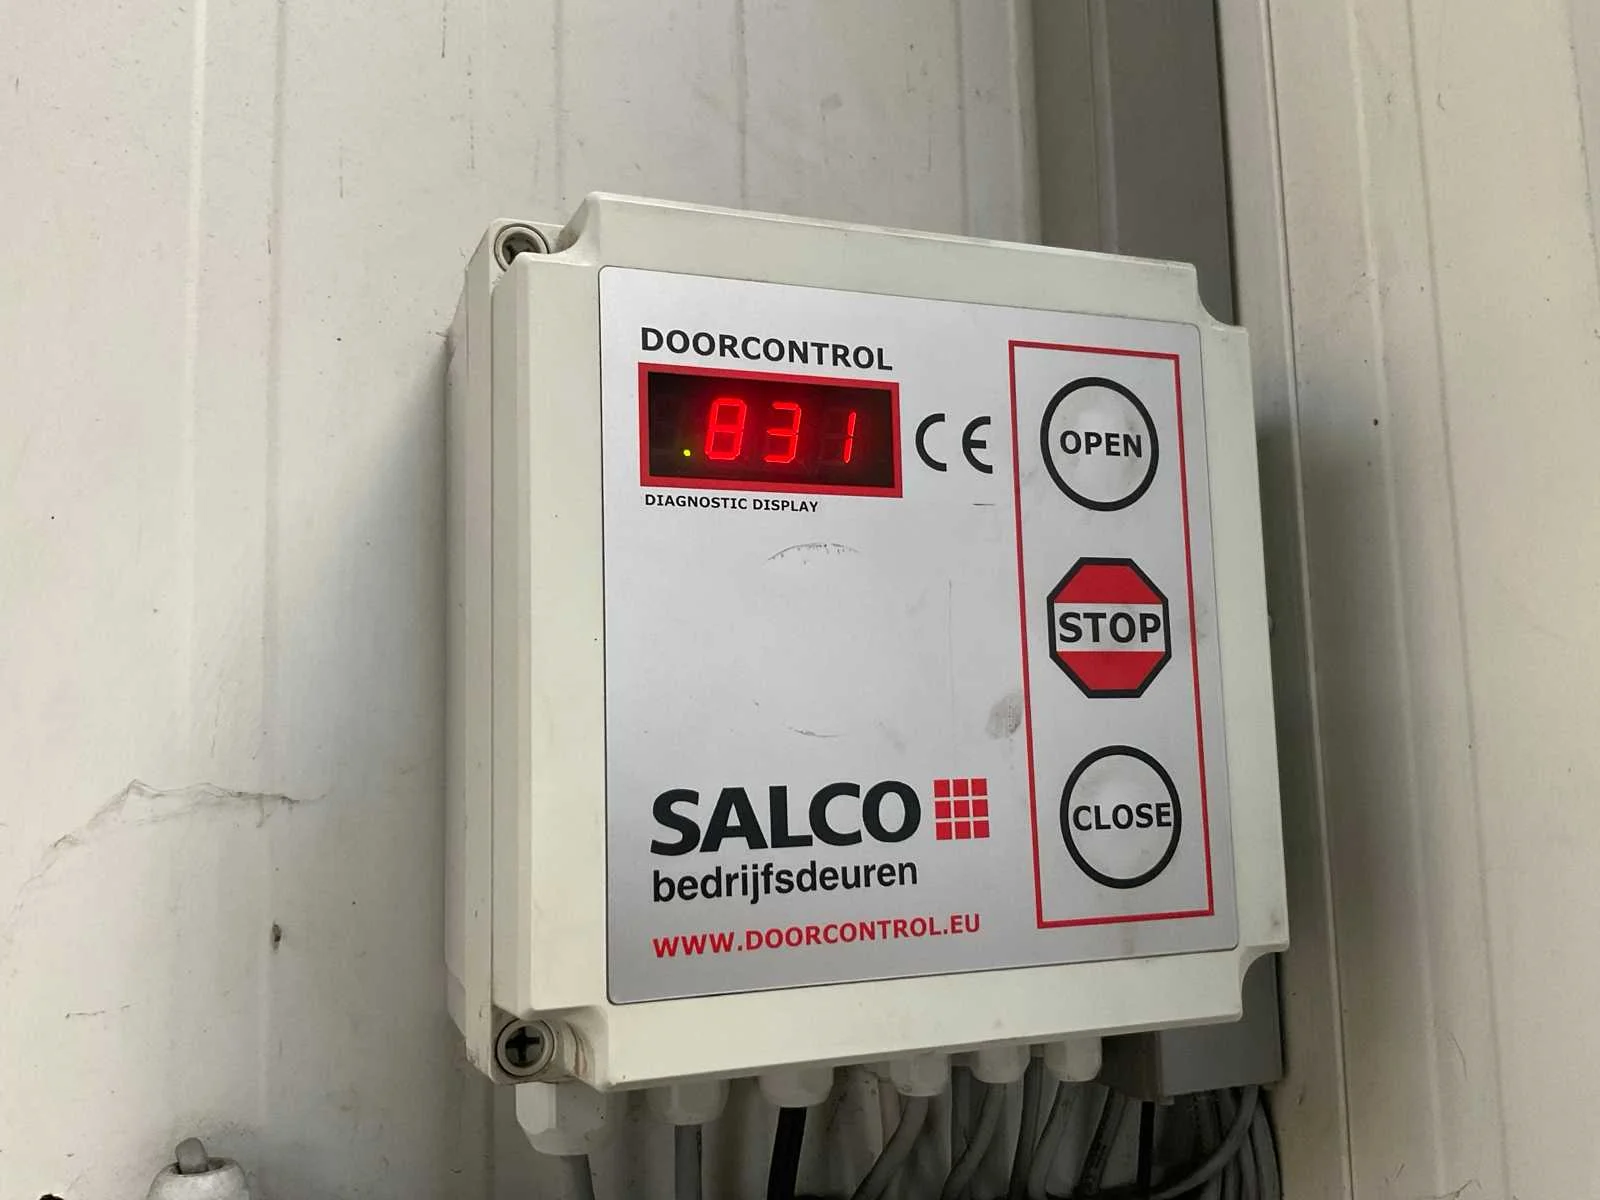 DOORCONTROL
.831
CE
DIAGNOSTIC DISPLAY
OPEN
STOP
CLOSE
SALCO
bedrijfsdeuren
WWW.DOORCONTROL.EU